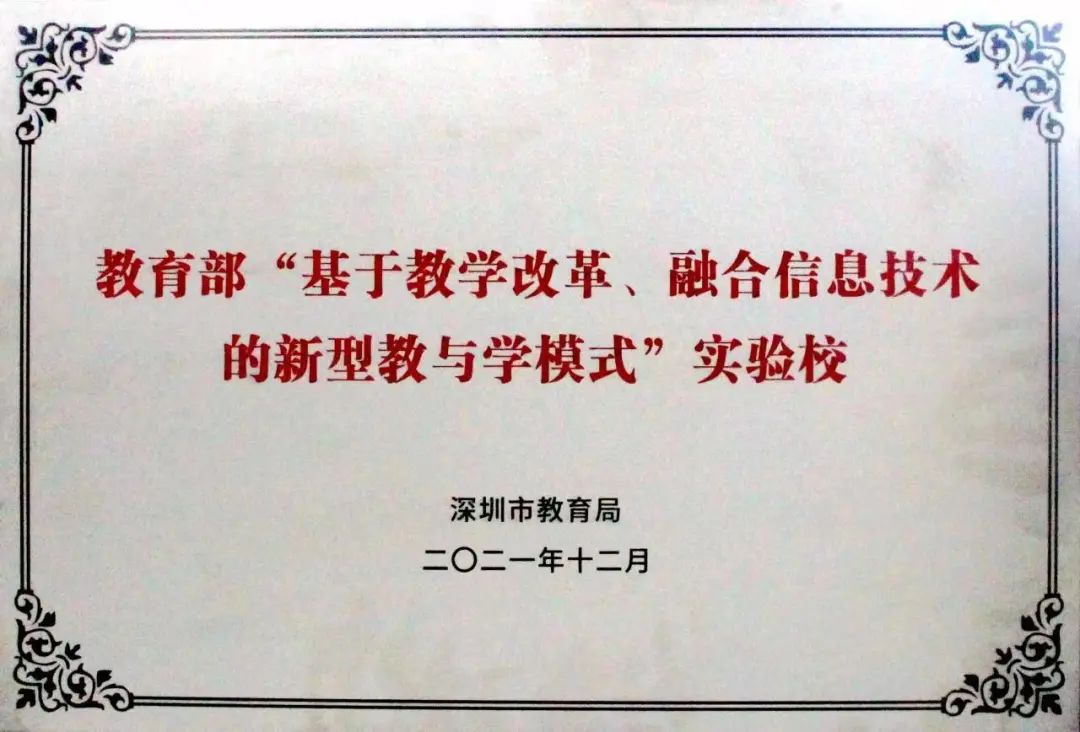 教育部“基于教学改革、融合信息技术
的新型教与学模式”实验校
深圳市教育局
二〇二一年十二月